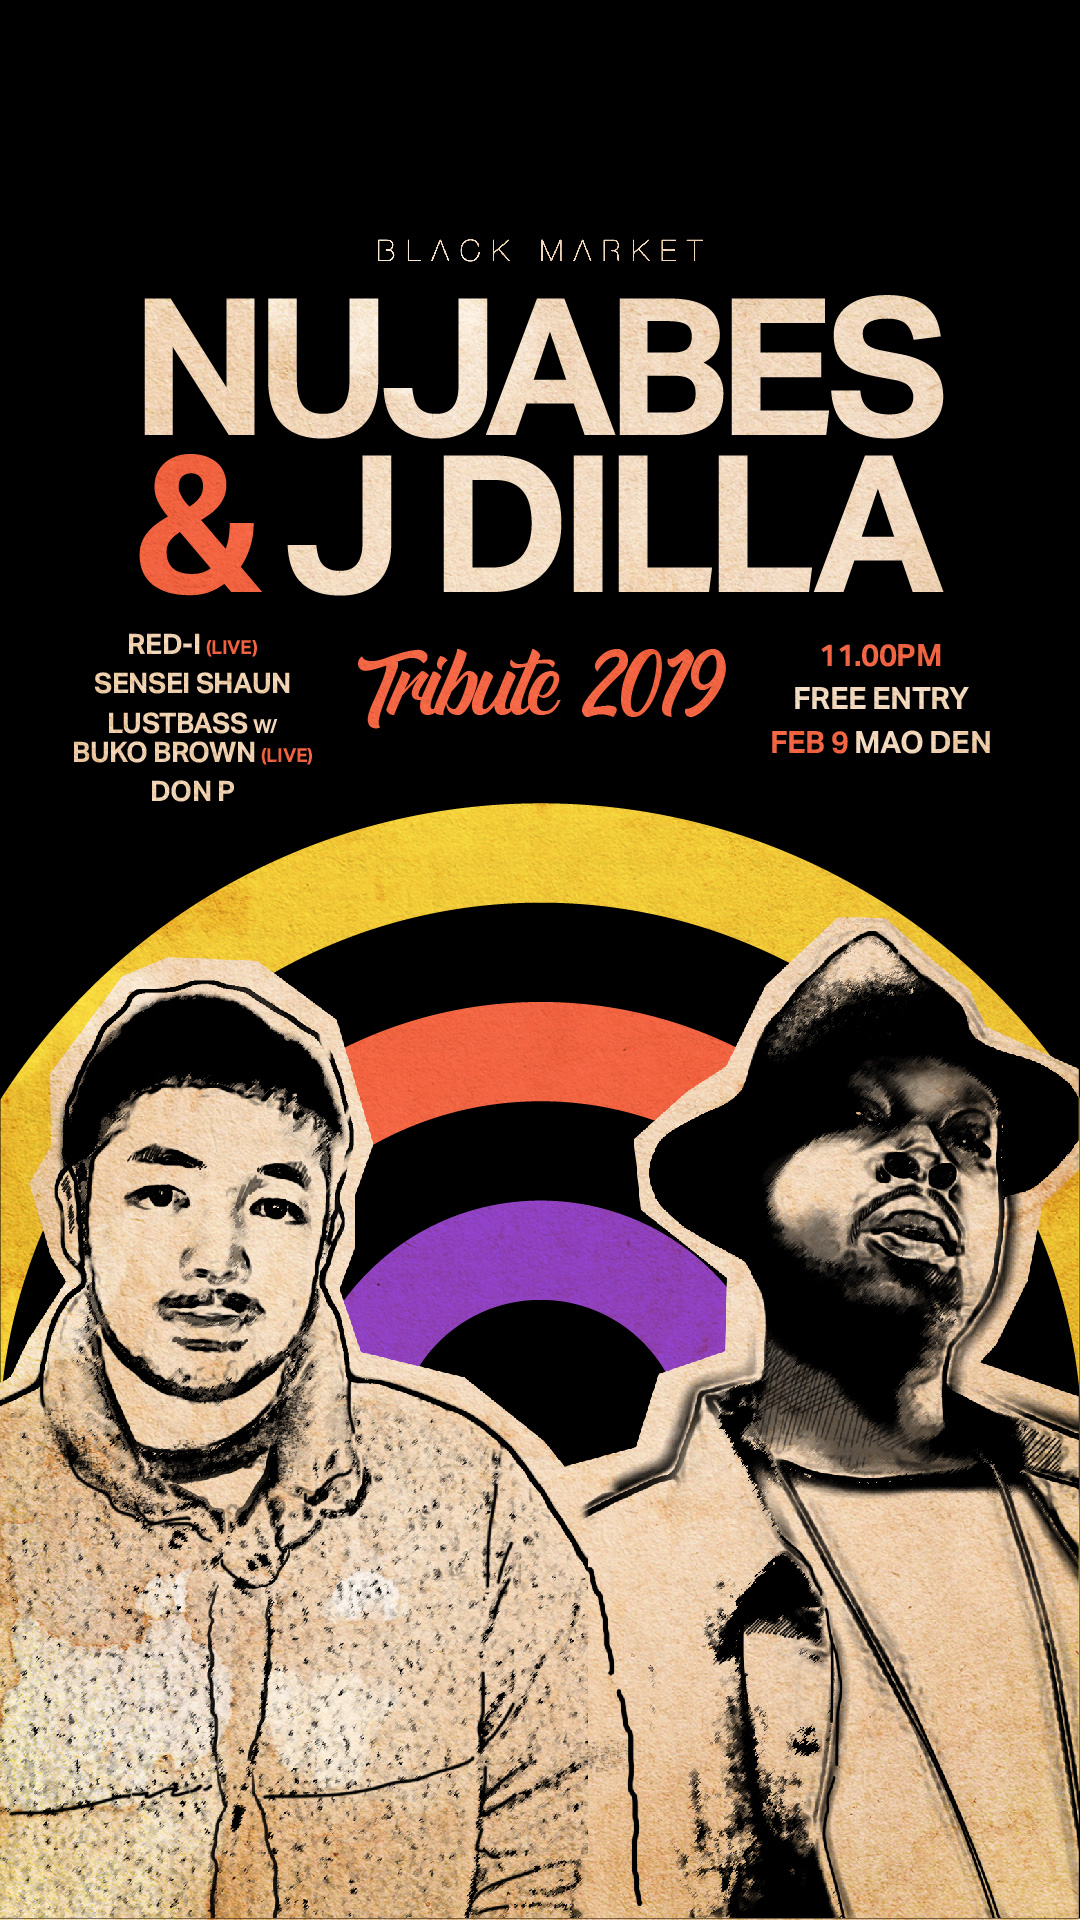 BLACK MARKET
NUJABES
& J DILLA
RED-I (LIVE)
SENSEI SHAUN
LUSTBASS W/
BUKO BROWN (LIVE)
DON P
Tribute 2019
11.00PM
FREE ENTRY
FEB 9 MAO DEN